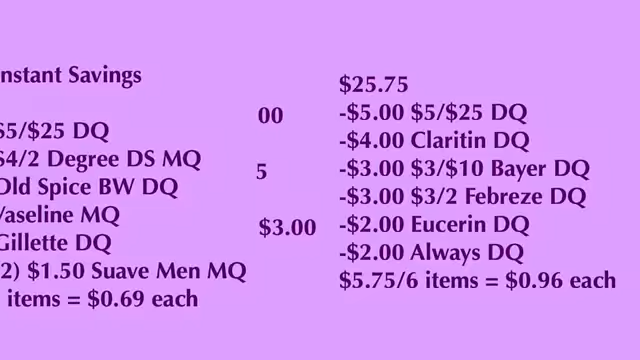 nstant Savings
$5/$25 DQ
$4/2 Degree DS MQ
Old Spice BW DQ
Vaseline MQ
Gillette DQ
2) $1.50 Suave Men MQ
items = $0.69 each
00
5
$3.00
$25.75
-$5.00 $5/$25 DQ
-$4.00 Claritin DQ
-$3.00 $3/$10 Bayer DQ
-$3.00 $3/2 Febreze DQ
-$2.00 Eucerin DQ
-$2.00 Always DQ
$5.75/6 items = $0.96 each